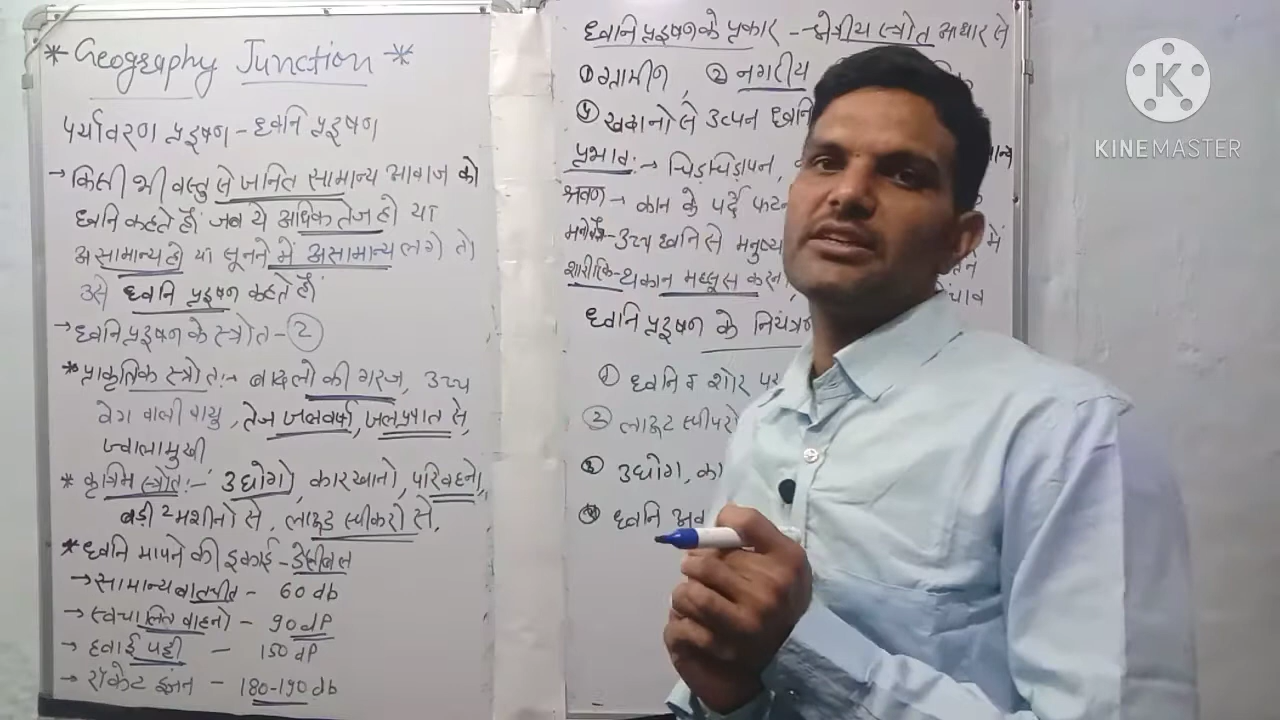 * Geography Junction *
पर्यावरण प्रदूषण - ध्वनि प्रदूषण
→ किसी भी वस्तु से जनित सामान्य आवाज को
ध्वनि कहते हैं। जब ये अधिक तेज हो या
असामान्य हो या सूनने में असामान्य लगे तो
उसे ध्वनि प्रदूषण कहते हैं।
→ ध्वनि प्रदूषण के स्त्रोत - 2
* प्राकृतिक स्त्रोत :- बादलो की गरज, उच्च
वेग वाली वायु, तेज जलवर्षा, जलप्रपात से,
ज्वालामुखी,
* कृत्रिम स्त्रोत :- उधोगो, कारखानो, परिवहनो,
बडी 2 मशीनो से, लाऊड स्पीकरो से,
* ध्वनि मापने की इकाई - डेसीबल
→ सामान्य बातचीत - 60 db
→ स्वचालित वाहनो - 90 dP
→ हवाई पट्टी - 150 dP
→ रॉकेट इंजन - 180-190 db
ध्वनि प्रदूषण के प्रकार - क्षेत्रीय स्त्रोत आधार से
① ग्रामीण, ② नगरीय
④ खदानो से उत्पन ध्वनि
प्रभाव :- → चिड़चिड़ापन,
श्रवण → कान के पर्दे फटन
उच्च ध्वनि से मनुष्य में
शारीरिक - थकान महसूस करना
ध्वनि प्रदूषण के नियंत्रण
① ध्वनि व शोर पर
② लाऊट स्पीपरो
③ उधोग, का
④ ध्वनि अव
K
KINEMASTER